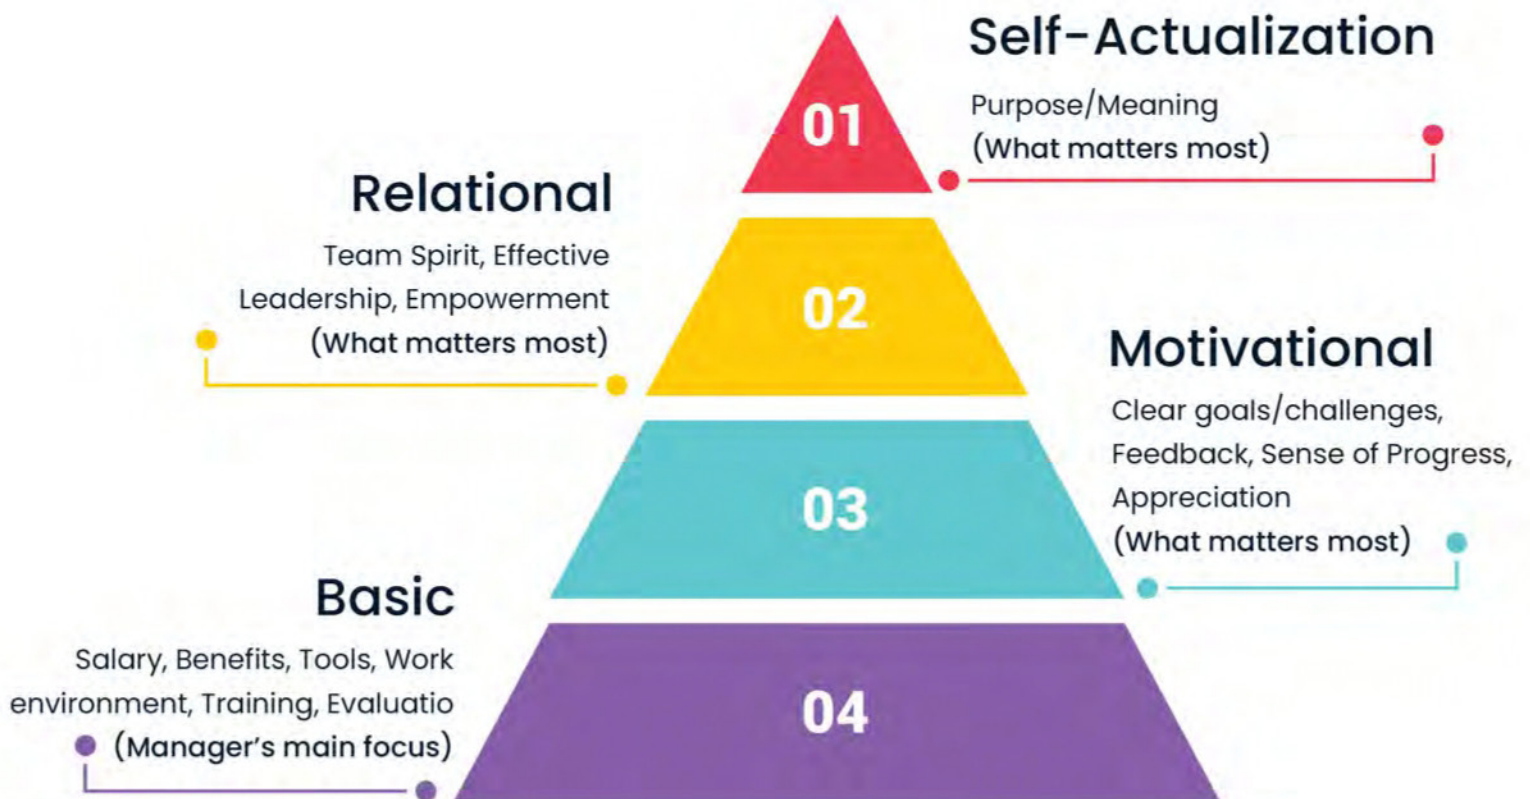 Self-Actualization
Purpose/Meaning
(What matters most)
01
Relational
Team Spirit, Effective
Leadership, Empowerment
(What matters most)
02
Motivational
Clear goals/challenges,
Feedback, Sense of Progress,
Appreciation
(What matters most)
03
Basic
Salary, Benefits, Tools, Work
environment, Training, Evaluatio
(Manager's main focus)
04